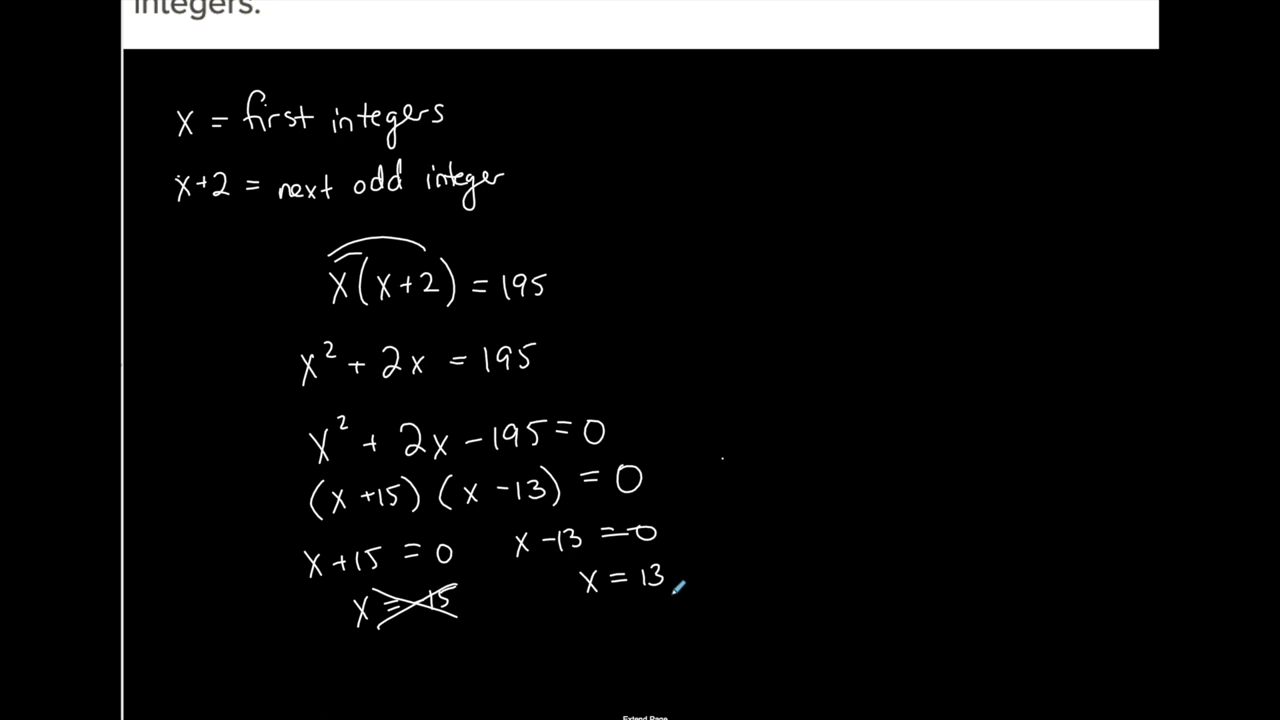 integers.
x = first integers
x+2 = next odd integer
x(x+2) = 195
x² + 2x = 195
x² + 2x - 195 = 0
(x +15) (x -13) = 0
x +15 = 0 x -13 = 0
x = -15 x = 13
Extend Page